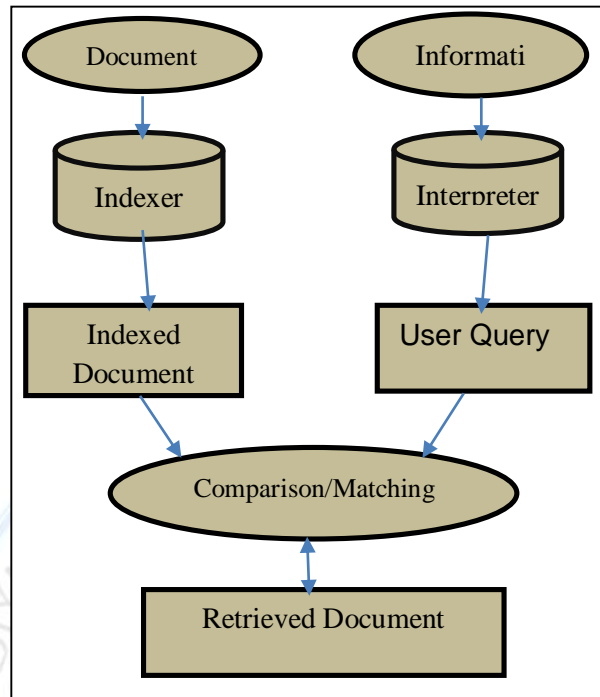 Document
Informati
Indexer
Interpreter
Indexed
Document
User Query
Comparison/Matching
Retrieved Document